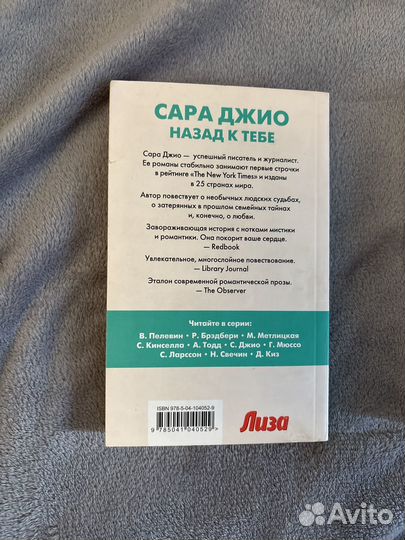 САРА ДЖИО
НАЗАД К ТЕБЕ
Сара Джио — успешный писатель и журналист.
Ее романы стабильно занимают первые строчки
в рейтинге «The New York Times» и изданы
в 25 странах мира.
Автор повествует о необычных людских судьбах,
о затерянных в прошлом семейных тайнах
и, конечно, о любви.
Завораживающая история с нотками мистики
и романтики. Она покорит ваше сердце.
— Redbook
Увлекательное, многослойное повествование.
— Library Journal
Эталон современной романтической прозы.
— The Observer
Читайте в серии:
В. Пелевин • Р. Брэдбери • М. Метлицкая
С. Кинселла • А. Тодд • С. Джио • Г. Мюссо
С. Ларссон • Н. Свечин • Д. Киз
ISBN 978-5-04-104052-9
9 785041 040529 >
Лиза
Avito